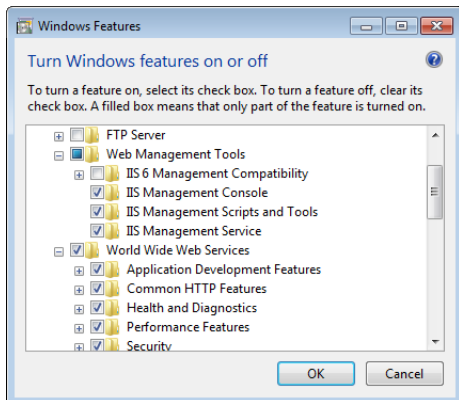 Windows Features
Turn Windows features on or off
To turn a feature on, select its check box. To turn a feature off, clear its
check box. A filled box means that only part of the feature is turned on.
FTP Server
Web Management Tools
IIS 6 Management Compatibility
IIS Management Console
IIS Management Scripts and Tools
IIS Management Service
World Wide Web Services
Application Development Features
Common HTTP Features
Health and Diagnostics
Performance Features
Security
OK
Cancel